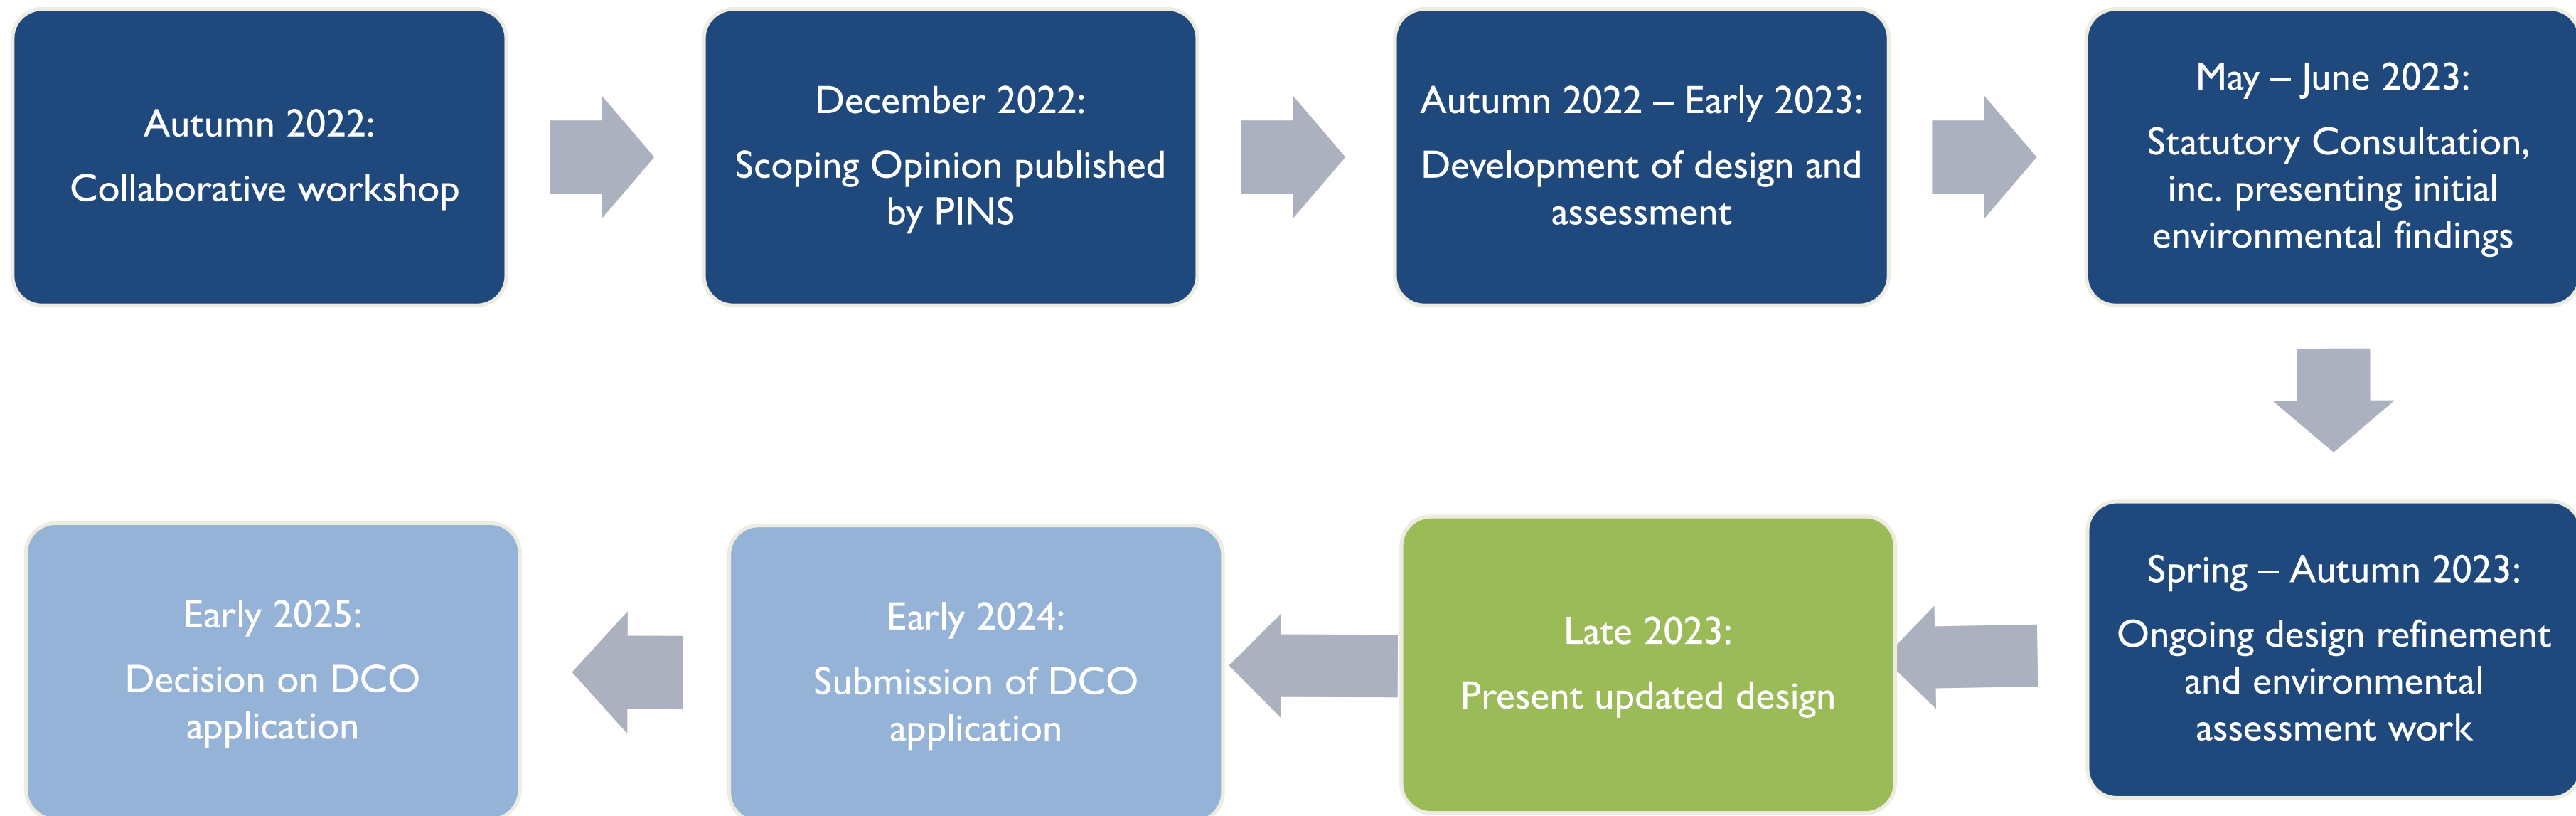 Autumn 2022:
Collaborative workshop
December 2022:
Scoping Opinion published
by PINS
Autumn 2022 – Early 2023:
Development of design and
assessment
May – June 2023:
Statutory Consultation,
inc. presenting initial
environmental findings
Spring – Autumn 2023:
Ongoing design refinement
and environmental
assessment work
Late 2023:
Present updated design
Early 2024:
Submission of DCO
application
Early 2025:
Decision on DCO
application